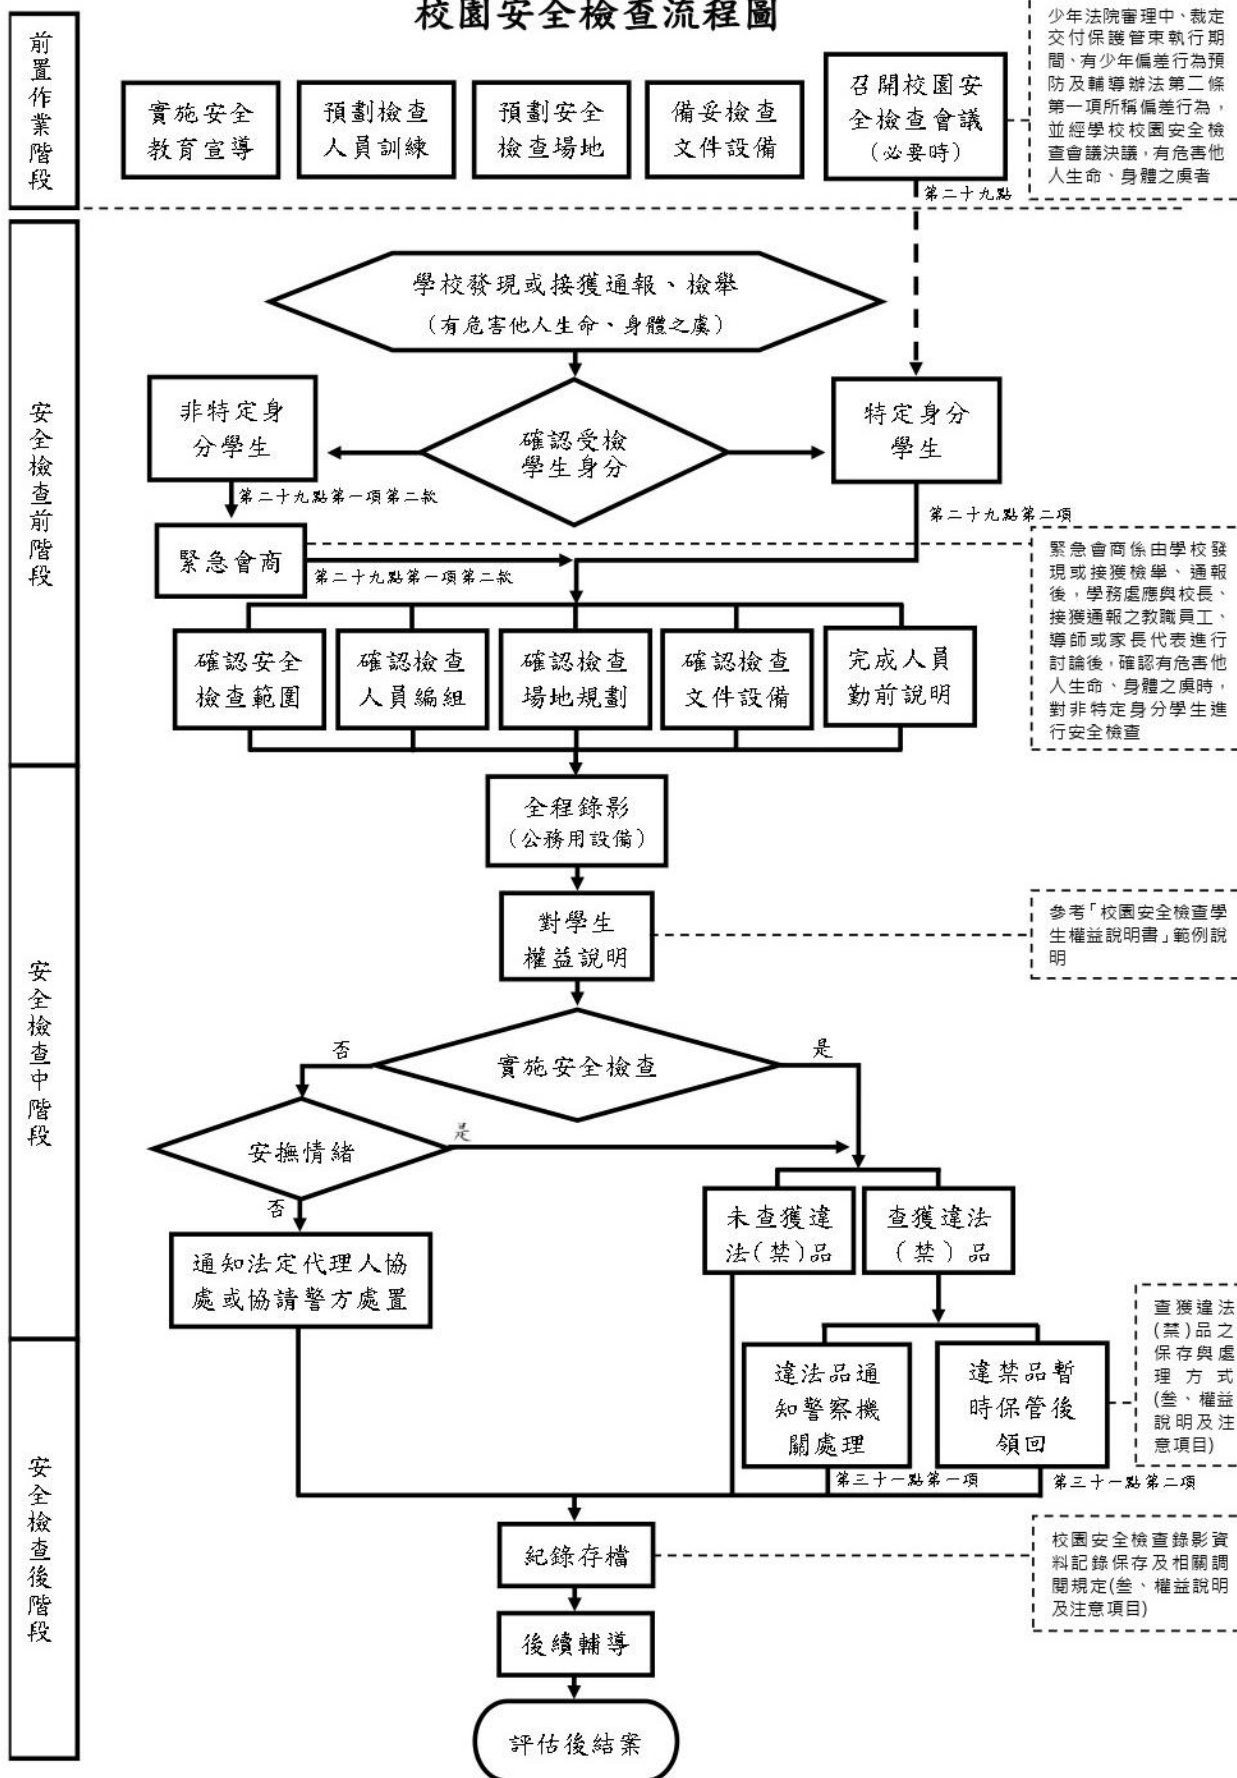 校園安全檢查流程圖
前置作業階段
實施安全
教育宣導
預劃檢查
人員訓練
預劃安全
檢查場地
備妥檢查
文件設備
召開校園安
全檢查會議
(必要時)
少年法院審理中、裁定
交付保護管束執行期
間、有少年偏差行為預
防及輔導辦法第二條
第一項所稱偏差行為，
並經學校校園安全檢
查會議決議，有危害他
人生命、身體之虞者
第二十九點
安全檢查前階段
學校發現或接獲通報、檢舉
(有危害他人生命、身體之虞)
非特定身
分學生
確認受檢
學生身分
特定身分
學生
第二十九點第一項第二款
第二十九點第二項
緊急會商
第二十九點第一項第二款
緊急會商係由學校發
現或接獲檢舉、通報
後，學務處應與校長、
接獲通報之教職員工、
導師或家長代表進行
討論後，確認有危害他
人生命、身體之虞時，
對非特定身分學生進
行安全檢查
確認安全
檢查範圍
確認檢查
人員編組
確認檢查
場地規劃
確認檢查
文件設備
完成人員
勤前說明
安全檢查中階段
全程錄影
(公務用設備)
對學生
權益說明
參考「校園安全檢查學
生權益說明書」範例說
明
實施安全檢查
否
是
安撫情緒
是
否
通知法定代理人協
處或協請警方處置
未查獲違
法(禁)品
查獲違法
(禁)品
查獲違法
(禁)品之
保存與處
理方式
(叁、權益
說明及注
意項目)
違法品通
知警察機
關處理
違禁品暫
時保管後
領回
第三十一點第一項
第三十一點第二項
安全檢查後階段
紀錄存檔
校園安全檢查錄影資
料記錄保存及相關調
閱規定(叁、權益說明
及注意項目)
後續輔導
評估後結案